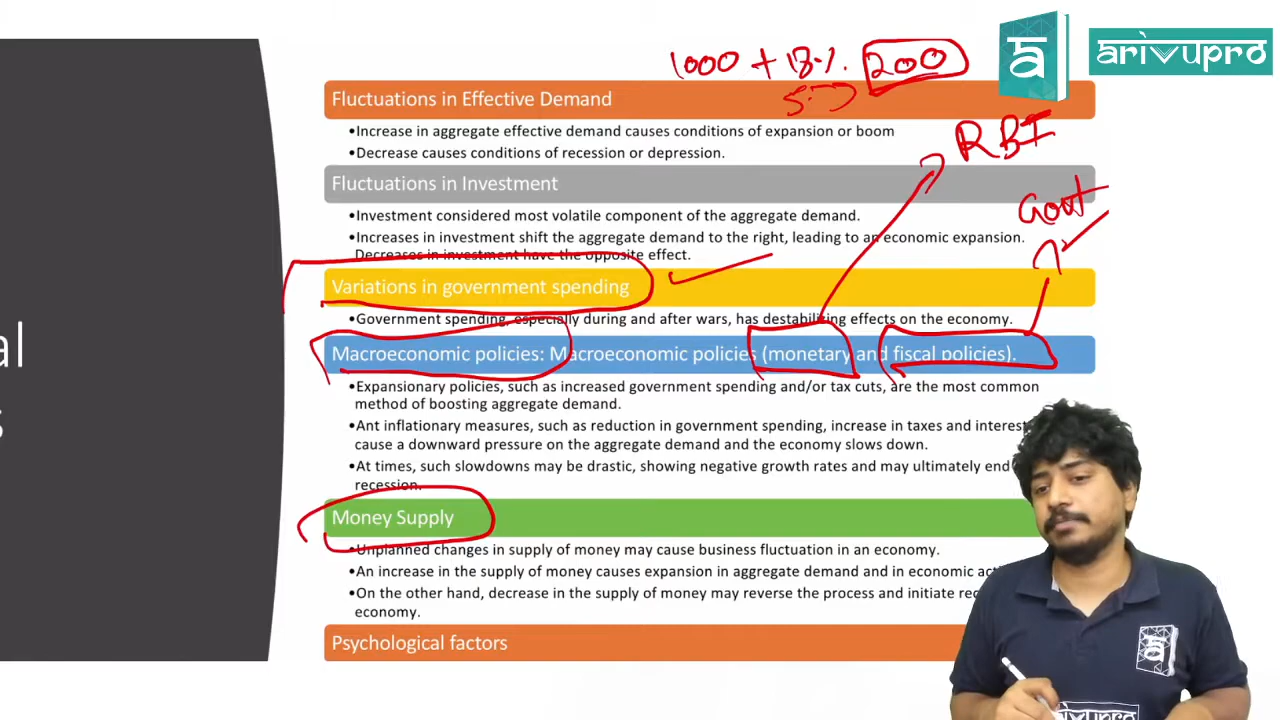 1000 + 18%. 200
arivupro
Fluctuations in Effective Demand
•Increase in aggregate effective demand causes conditions of expansion or boom
RBI
•Decrease causes conditions of recession or depression.
Fluctuations in Investment
Govt
•Investment considered most volatile component of the aggregate demand.
•Increases in investment shift the aggregate demand to the right, leading to an economic expansion.
Decreases in investment have the opposite effect.
Variations in government spending
•Government spending, especially during and after wars, has destabilizing effects on the economy.
al
Macroeconomic policies: Macroeconomic policies (monetary and fiscal policies).
•Expansionary policies, such as increased government spending and/or tax cuts, are the most common
method of boosting aggregate demand.
s
•Ant inflationary measures, such as reduction in government spending, increase in taxes and interest
cause a downward pressure on the aggregate demand and the economy slows down.
•At times, such slowdowns may be drastic, showing negative growth rates and may ultimately end
recession.
Money Supply
•Unplanned changes in supply of money may cause business fluctuation in an economy.
•An increase in the supply of money causes expansion in aggregate demand and in economic
•On the other hand, decrease in the supply of money may reverse the process and initiate
economy.
Psychological factors
arivupro